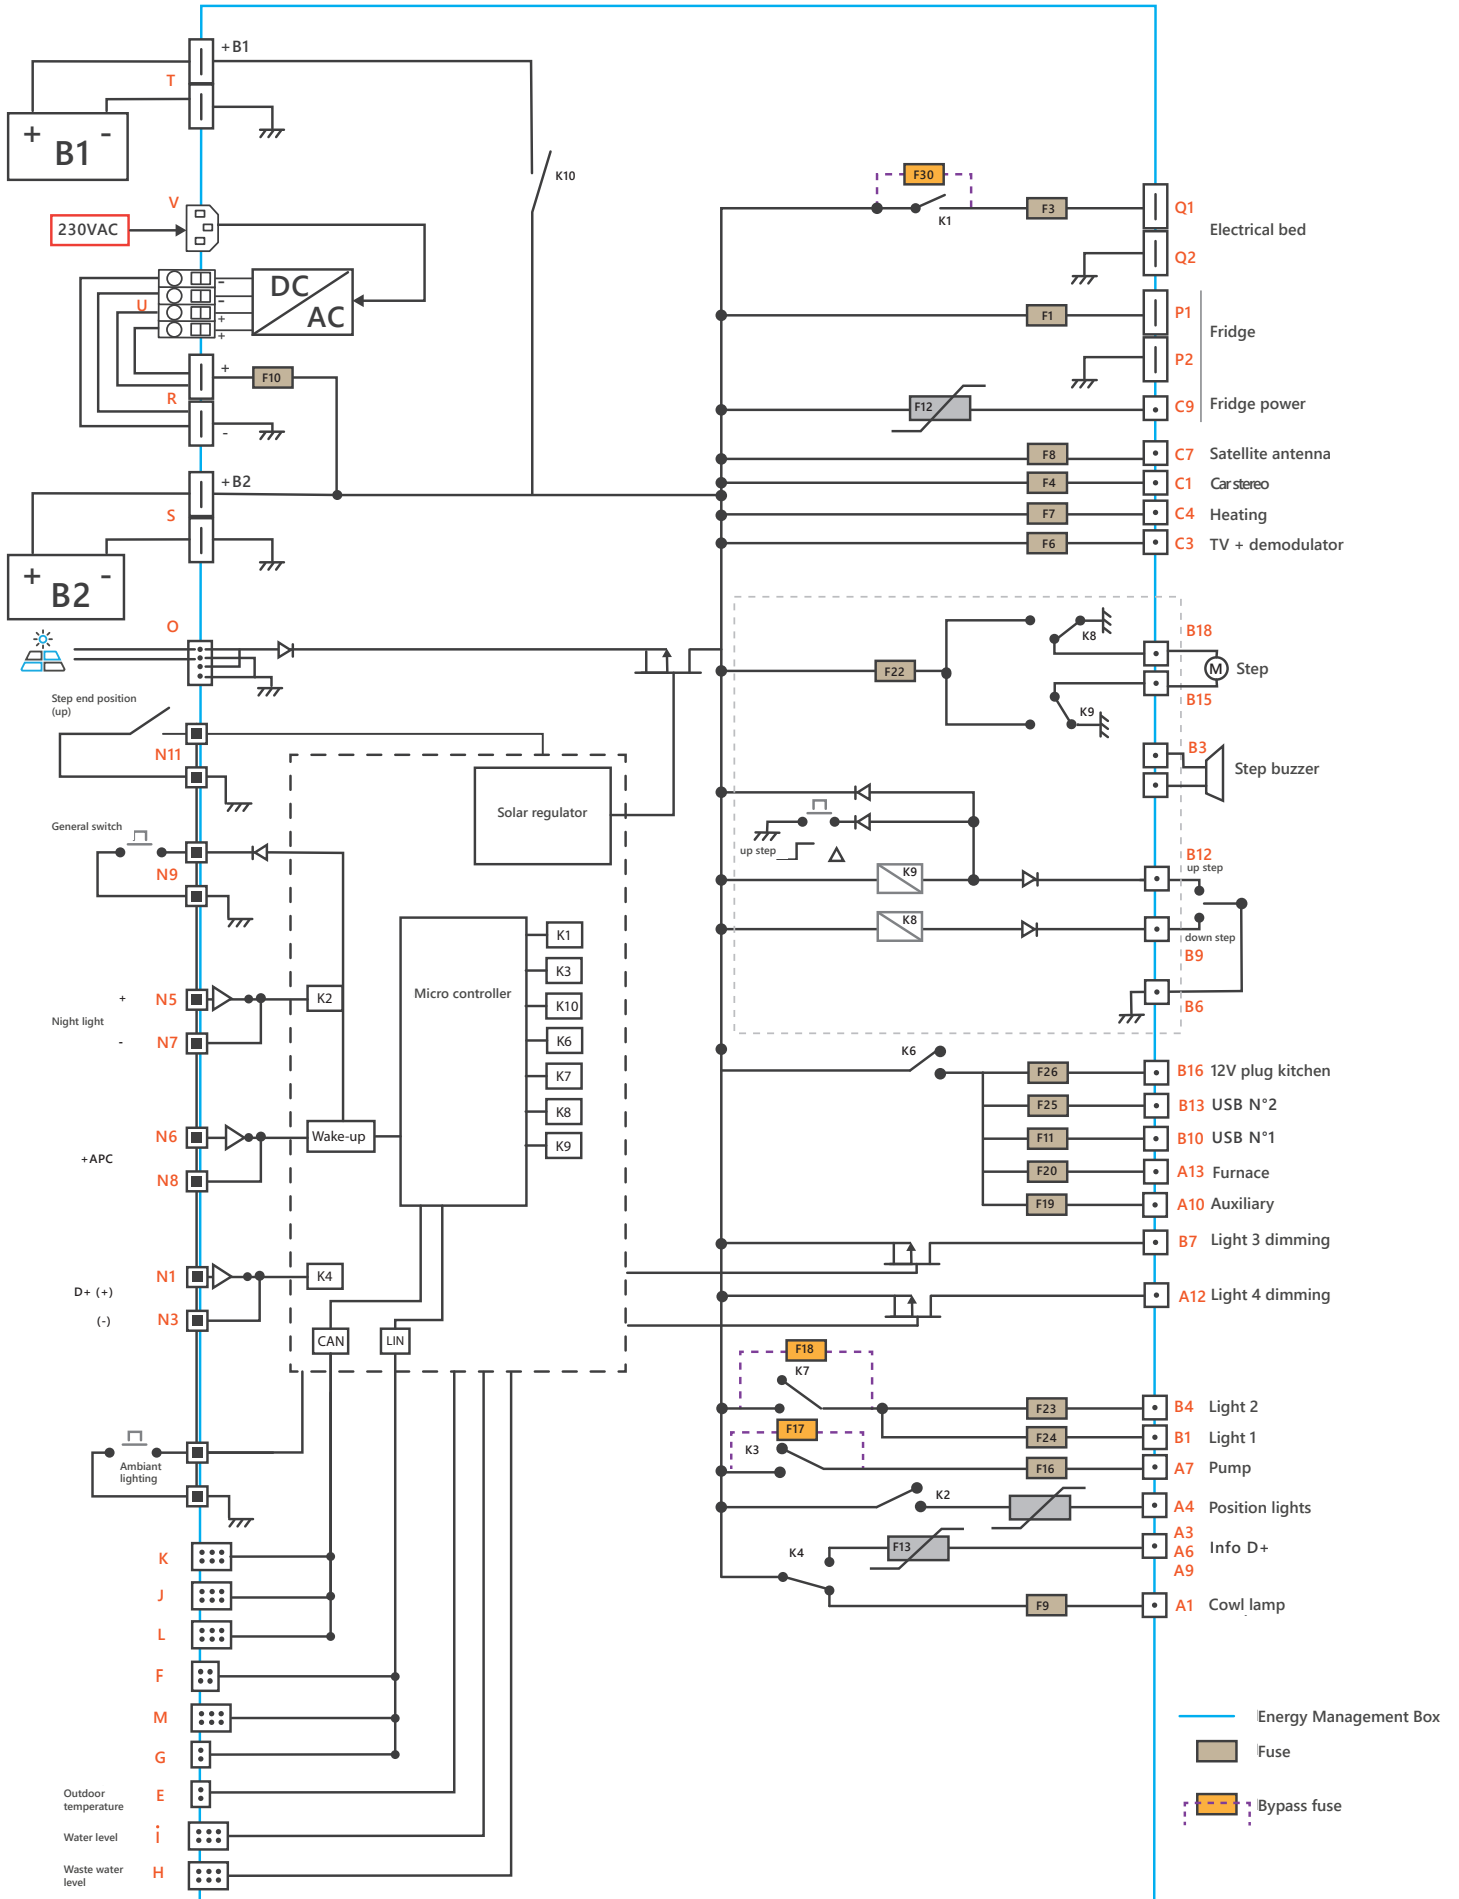 +B1
T
+ -
B1
K10
V
230VAC
DC
AC
-
-
+
+
U
+
F10
R
-
+B2
S
+ -
B2
O
Step end position
(up)
N11
Solar regulator
General switch
N9
Micro controller
K1
K3
K10
K6
K7
K8
K9
+
N5
K2
Night light
-
N7
N6
Wake-up
+APC
N8
N1
K4
D+ (+)
(-)
N3
CAN
LIN
Ambiant
lighting
K
J
L
F
M
G
E
Outdoor
temperature
Water level
i
Waste water
level
H
F30
K1
F3
Q1
Electrical bed
Q2
F1
P1
Fridge
P2
F12
C9
Fridge power
F8
C7
Satellite antenna
F4
C1
Car stereo
F7
C4
Heating
F6
C3
TV + demodulator
K8
B18
F22
M
Step
K9
B15
B3
Step buzzer
up step
K9
B12
up step
K8
down step
B9
B6
K6
F26
B16 12V plug kitchen
F25
B13 USB N°2
F11
B10 USB N°1
F20
A13 Furnace
F19
A10 Auxiliary
B7 Light 3 dimming
A12 Light 4 dimming
F18
K7
F23
B4 Light 2
F17
K3
F24
B1 Light 1
F16
A7 Pump
K2
A4 Position lights
K4
F13
A3
A6 Info D+
A9
F9
A1 Cowl lamp
Energy Management Box
Fuse
Bypass fuse